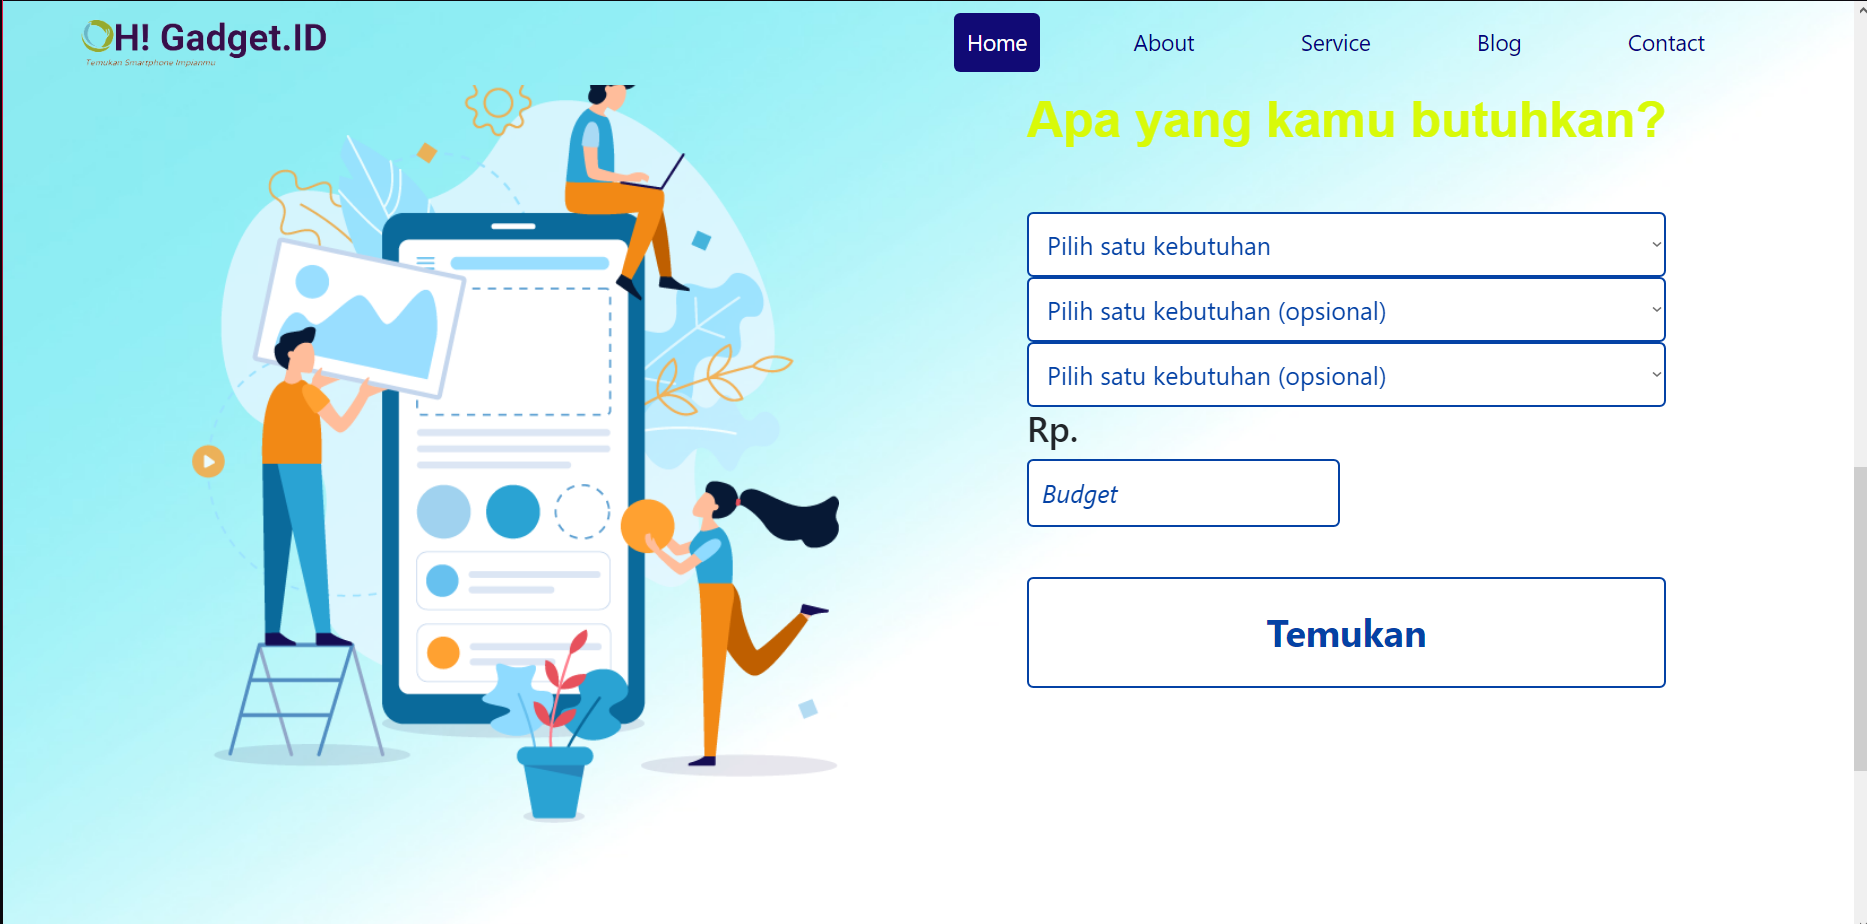 OH! Gadget.ID
Temukan Smartphone Impianmu
Home
About
Service
Blog
Contact
Apa yang kamu butuhkan?
Pilih satu kebutuhan
Pilih satu kebutuhan (opsional)
Pilih satu kebutuhan (opsional)
Rp.
Budget
Temukan